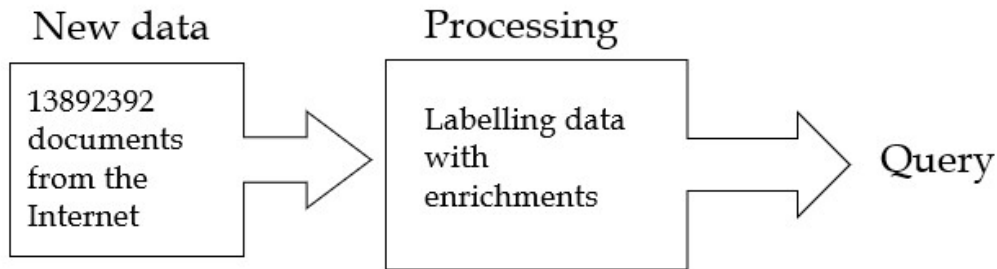 New data
13892392
documents
from the
Internet
Processing
Labelling data
with
enrichments
Query